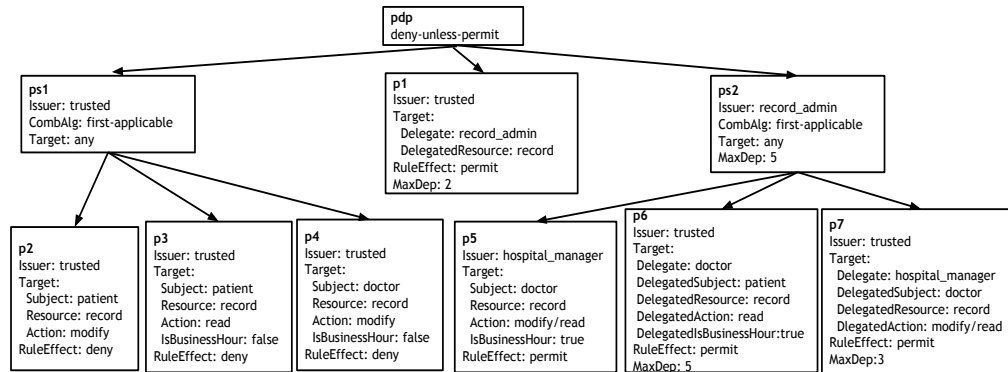 pdp
deny-unless-permit
ps1
Issuer: trusted
CombAlg: first-applicable
Target: any
p1
Issuer: trusted
Target:
Delegate: record_admin
DelegatedResource: record
RuleEffect: permit
MaxDep: 2
ps2
Issuer: record_admin
CombAlg: first-applicable
Target: any
MaxDep: 5
p2
Issuer: trusted
Target:
Subject: patient
Resource: record
Action: modify
RuleEffect: deny
p3
Issuer: trusted
Target:
Subject: patient
Resource: record
Action: read
IsBusinessHour: false
RuleEffect: deny
p4
Issuer: trusted
Target:
Subject: doctor
Resource: record
Action: modify
IsBusinessHour: false
RuleEffect: deny
p5
Issuer: hospital_manager
Target:
Subject: doctor
Resource: record
Action: modify/read
IsBusinessHour: true
RuleEffect: permit
p6
Issuer: trusted
Target:
Delegate: doctor
DelegatedSubject: patient
DelegatedResource: record
DelegatedAction: read
DelegatedIsBusinessHour:true
RuleEffect: permit
MaxDep: 5
p7
Issuer: trusted
Target:
Delegate: hospital_manager
DelegatedSubject: doctor
DelegatedResource: record
DlegatedAction: modify/read
RuleEffect: permit
MaxDep:3